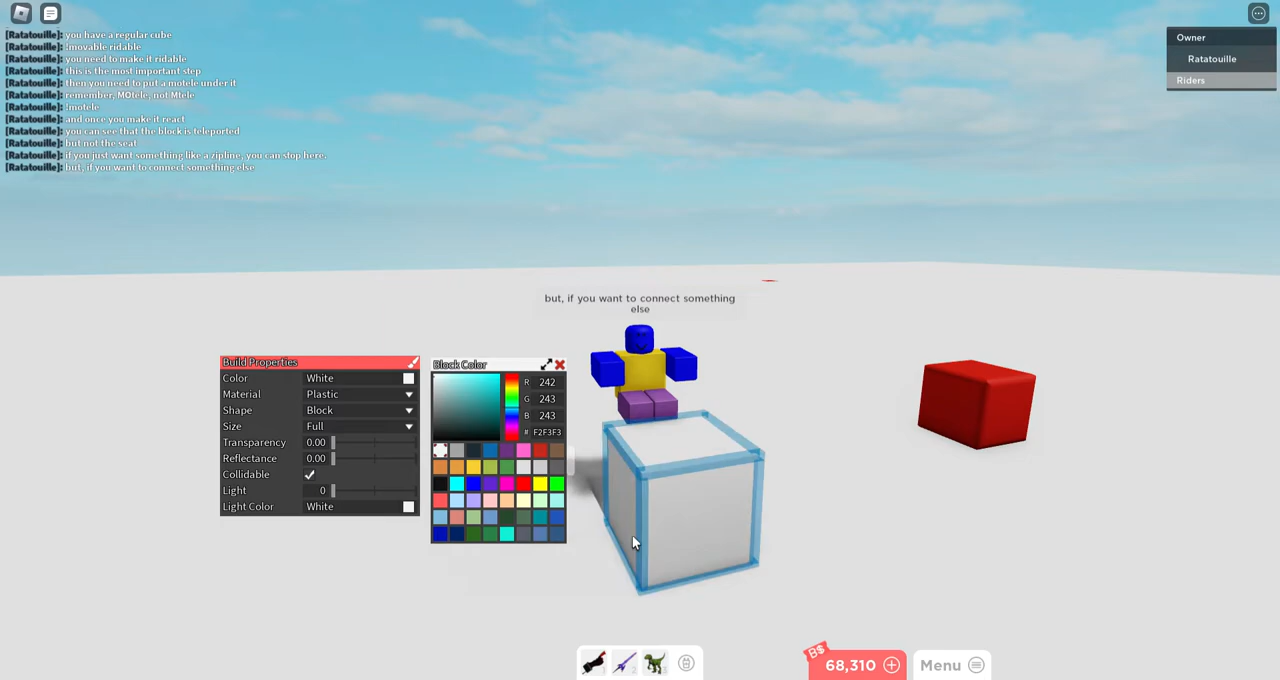 [Ratatouille]: you have a regular cube
[Ratatouille]: !movable ridable
[Ratatouille]: you need to make it ridable
[Ratatouille]: this is the most important step
[Ratatouille]: then you need to put a motele under it
[Ratatouille]: remember, MOtele, not Mtele
[Ratatouille]: !motele
[Ratatouille]: and once you make it react
[Ratatouille]: you can see that the block is teleported
[Ratatouille]: but not the seat
[Ratatouille]: if you just want something like a zipline, you can stop here.
[Ratatouille]: but, if you want to connect something else
Owner
Ratatouille
Riders
but, if you want to connect something
else
Build Properties
Color White
Material Plastic
Shape Block
Size Full
Transparency 0.00
Reflectance 0.00
Collidable
Light 0
Light Color White
Block Color
R 242
G 243
B 243
# F2F3F3
1
2
3
B$
68,310
Menu